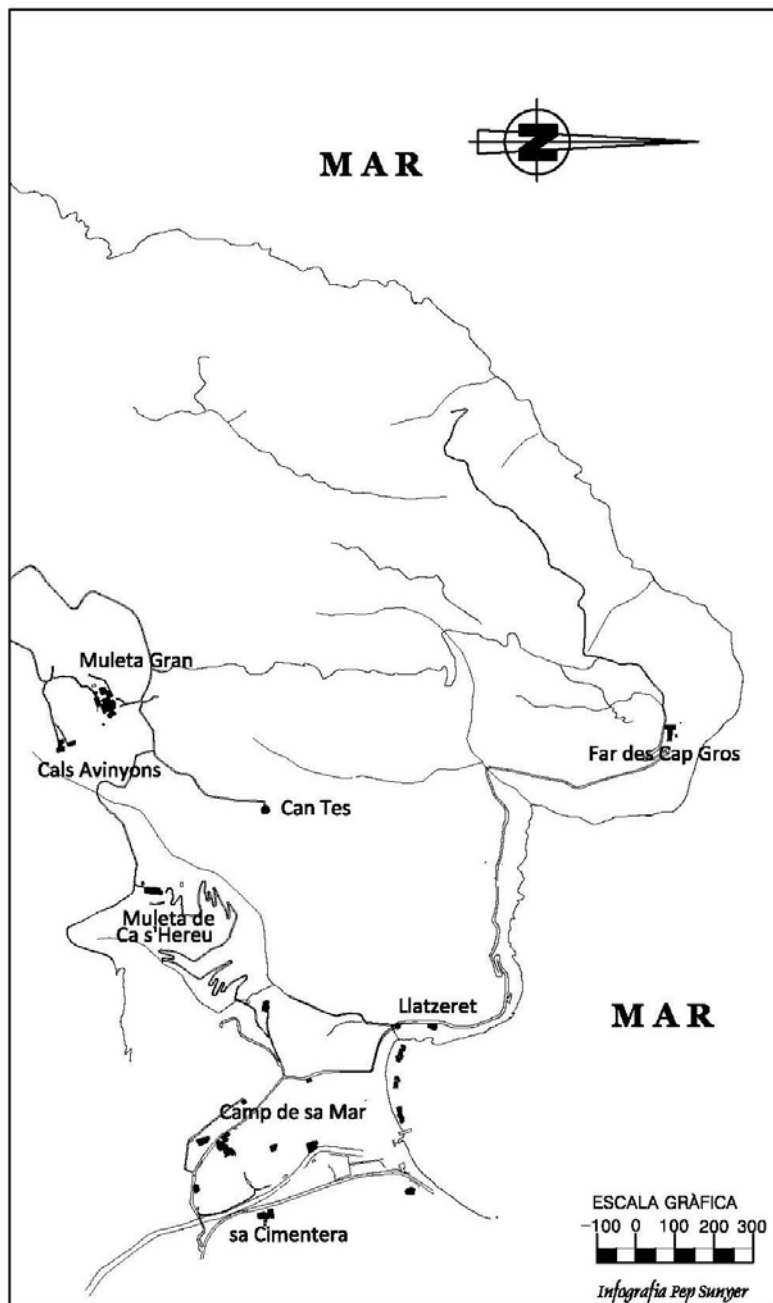 N
MAR
Muleta Gran
Cals Avinyons
Far des Cap Gros
Can Tes
Muleta de
Ca s'Hereu
Llatzeret
MAR
Camp de sa Mar
sa Cimentera
ESCALA GRÀFICA
-100 0 100 200 300
Infografia Pep Sunyer